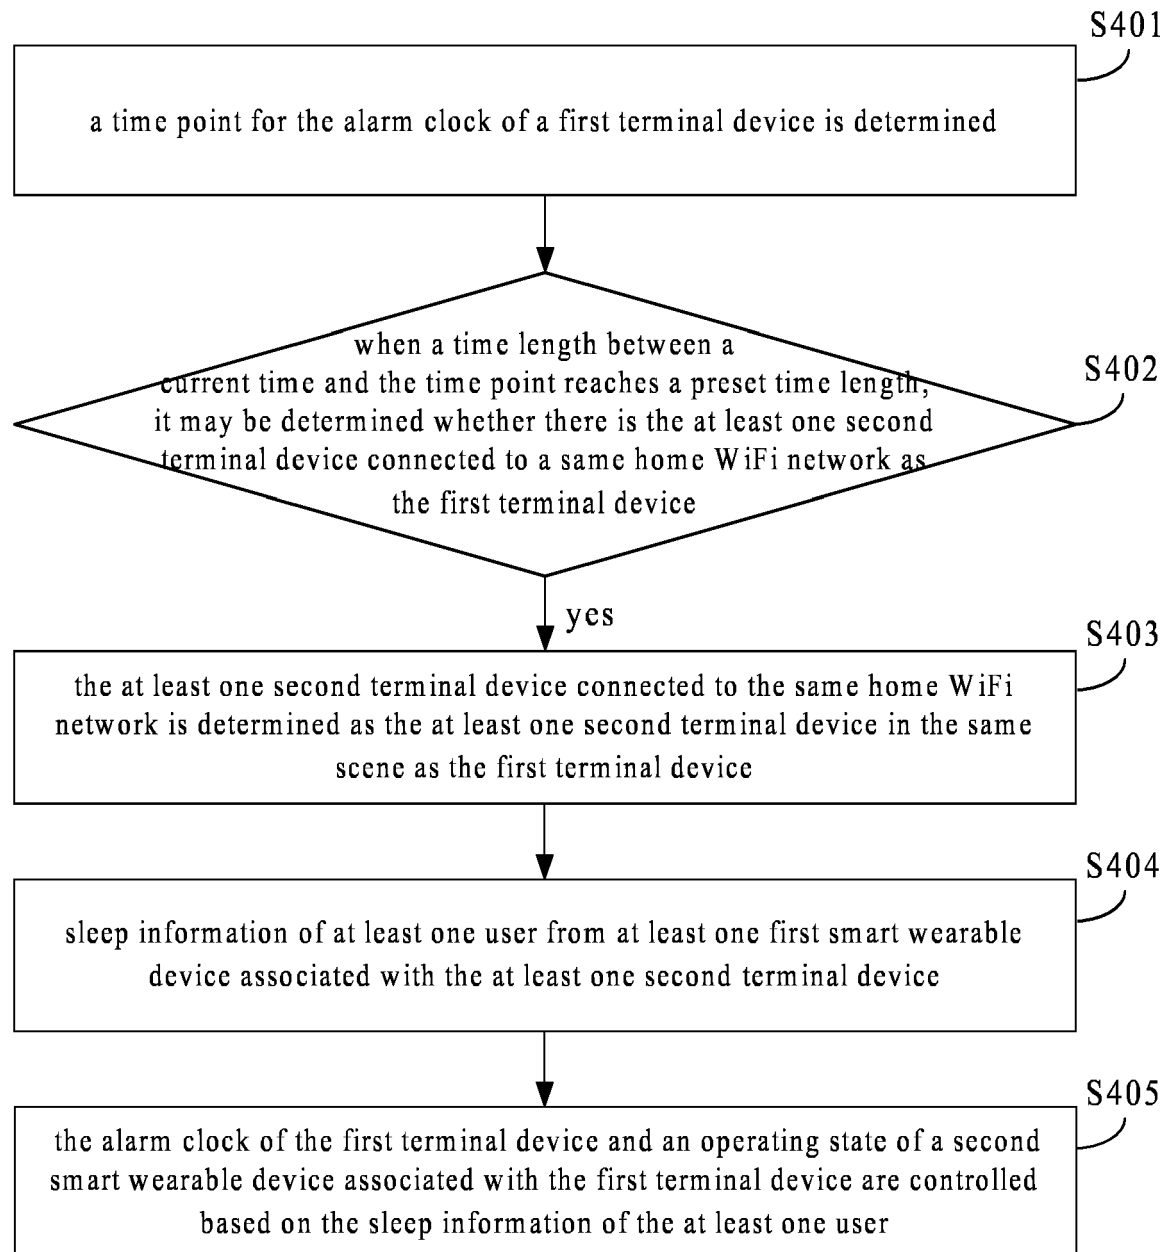 S401
a time point for the alarm clock of a first terminal device is determined
when a time length between a
current time and the time point reaches a preset time length,
it may be determined whether there is the at least one second
terminal device connected to a same home WiFi network as
the first terminal device
S402
yes
S403
the at least one second terminal device connected to the same home WiFi
network is determined as the at least one second terminal device in the same
scene as the first terminal device
S404
sleep information of at least one user from at least one first smart wearable
device associated with the at least one second terminal device
S405
the alarm clock of the first terminal device and an operating state of a second
smart wearable device associated with the first terminal device are controlled
based on the sleep information of the at least one user